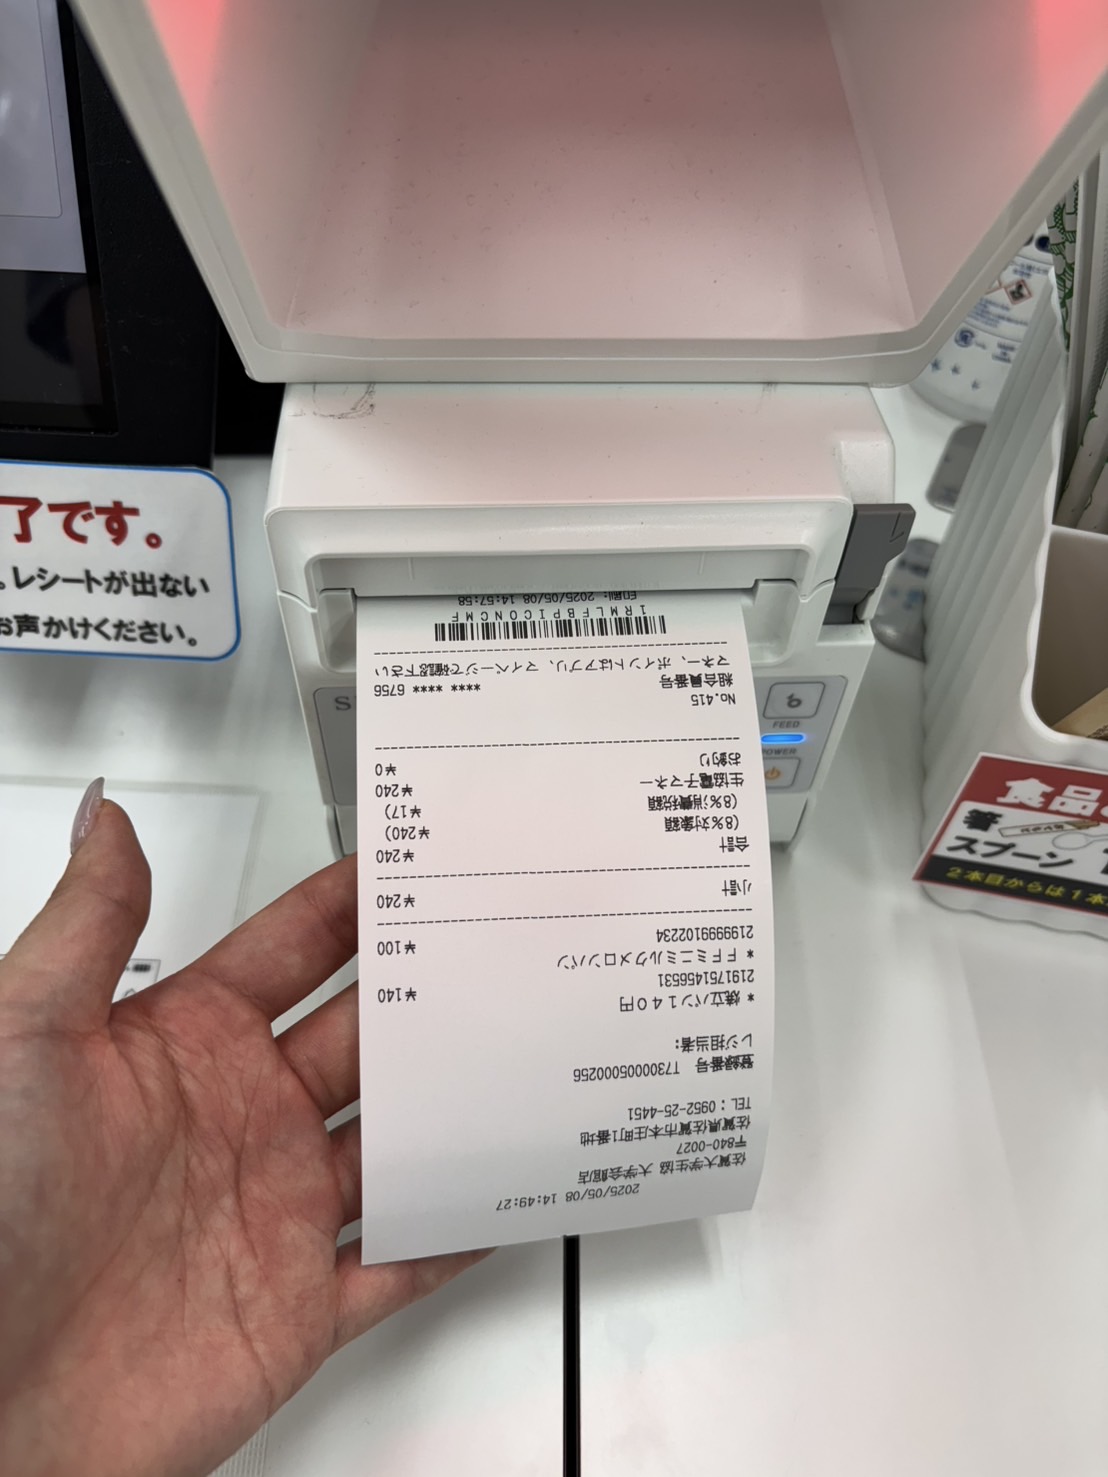 了です。
。レシートが出ない
お声かけください。
2025/05/08 14:49:27
佐賀大学生協 大学会館店
〒840-0027
佐賀県佐賀市本庄町1番地
TEL : 0952-25-4451
登録番号 T7300005000256
レジ担当者:
* 焼立パン140円
2191751456531 ¥140
* FFミニミルクメロンパン
2199999102234 ¥100
小計 ¥240
合計 ¥240
(8%対象額 ¥240)
(8%消費税額 ¥17)
生協電子マネー ¥240
お釣り ¥0
No.415
組合員番号 **** **** 6756
マネー、ポイントはアプリ、マイページで確認下さい
1RMLFBPICONCMF
印刷: 2025/05/08 14:57:58
FEED
POWER
食品
箸
スプーン
2本目からは1本